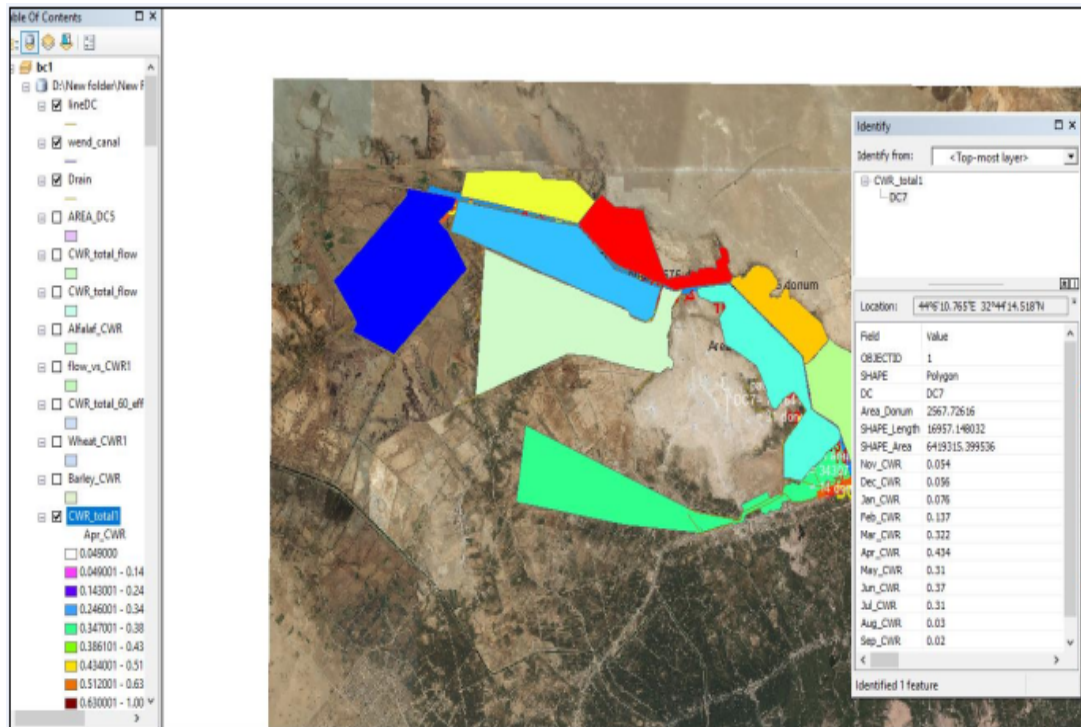 ble Of Contents
bc1
D:\New folder\New F
lineDC
wend_canal
Drain
AREA_DC5
CWR_total_flow
CWR_total_flow
Alfalaf_CWR
flow_vs_CWR1
CWR_total_60_eff
Wheat_CWR1
Barley_CWR
CWR_total1
Apr_CWR
0.049000
0.049001 - 0.14
0.143001 - 0.24
0.246001 - 0.34
0.347001 - 0.38
0.386101 - 0.43
0.434001 - 0.51
0.512001 - 0.63
0.630001 - 1.00
donum
Identify
Identify from: <Top-most layer>
CWR_total1
DC7
Location: 44°6'10.765"E 32°44'14.518"N
Field Value
OBJECTID 1
SHAPE Polygon
DC DC7
Area_Donum 2567.72616
SHAPE_Length 16957.148032
SHAPE_Area 6419315.399536
Nov_CWR 0.054
Dec_CWR 0.056
Jan_CWR 0.076
Feb_CWR 0.137
Mar_CWR 0.322
Apr_CWR 0.434
May_CWR 0.31
Jun_CWR 0.37
Jul_CWR 0.31
Aug_CWR 0.03
Sep_CWR 0.02
Identified 1 feature